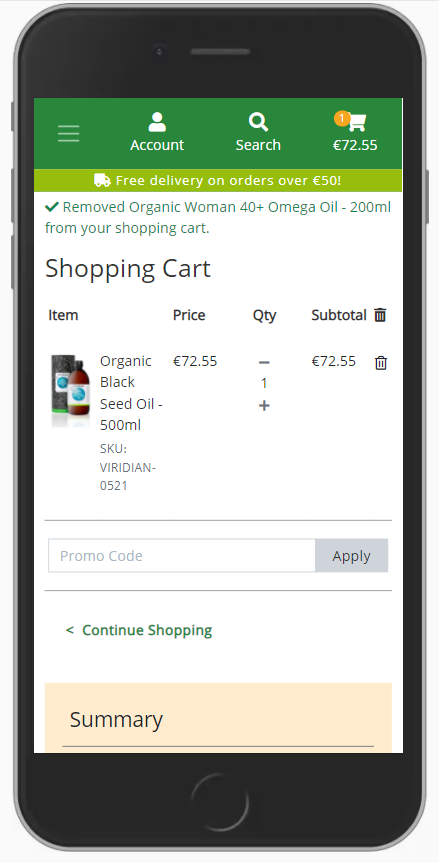 Account
Search
1
€72.55
Free delivery on orders over €50!
Removed Organic Woman 40+ Omega Oil - 200ml
from your shopping cart.
Shopping Cart
Item Price Qty Subtotal
Organic
Black
Seed Oil -
500ml
SKU:
VIRIDIAN-
0521
€72.55
1
€72.55
Promo Code Apply
< Continue Shopping
Summary